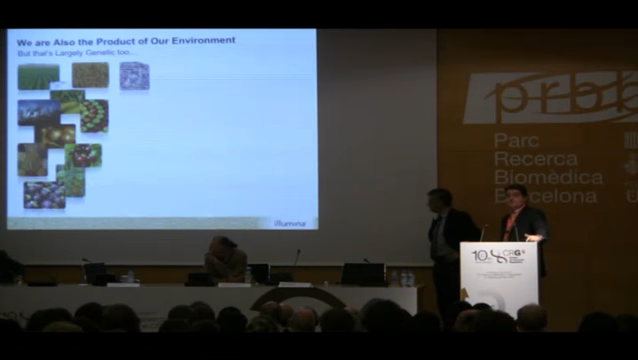 We are Also the Product of Our Environment
But that's Largely Genetic too...
illumina
prbb
Parc
Recerca
Biomèdica
Barcelona
10
CRG